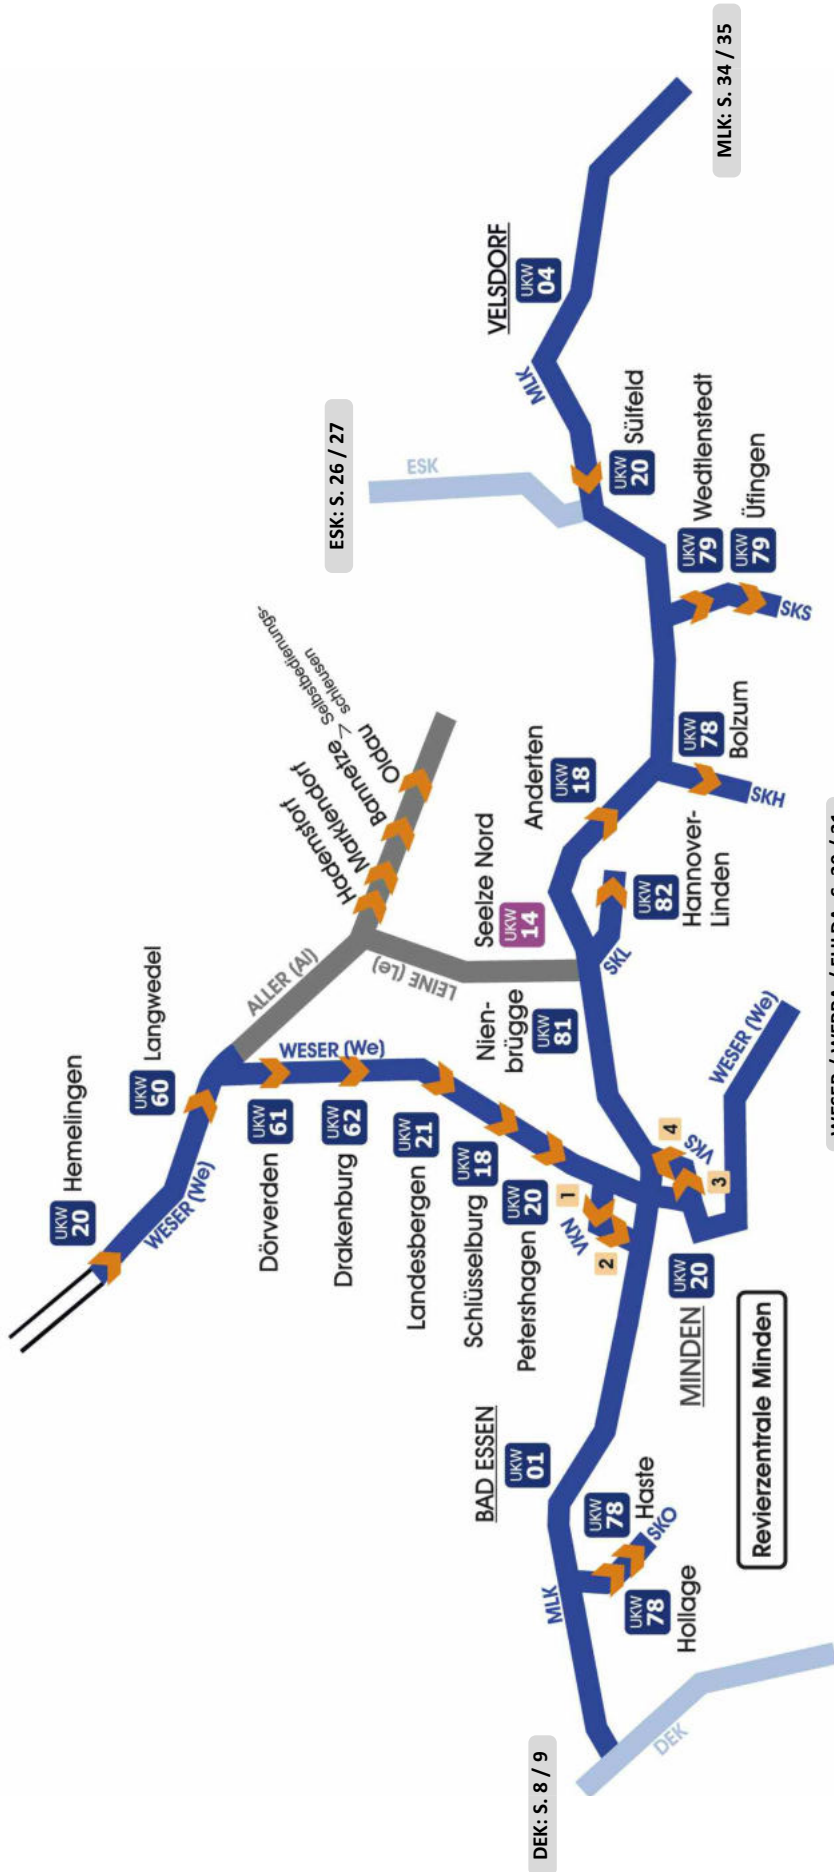 UKW
20
Hemelingen
WESER (We)
UKW
60
Langwedel
ALLER (Al)
Hademstorf
Marklendorf
Bannetze
Oldau
Selbstbedienungs-
schleusen
ESK: S. 26 / 27
ESK
Dörverden
UKW
61
WESER (We)
Drakenburg
UKW
62
LEINE (Le)
Landesbergen
UKW
21
Schlüsselburg
UKW
18
Petershagen
UKW
20
Nien-
brügge
UKW
81
Seelze Nord
UKW
14
Anderten
UKW
18
VELSDORF
UKW
04
MLK
BAD ESSEN
UKW
01
DEK: S. 8 / 9
MLK
1
VKN
2
SKL
UKW
82
Hannover-
Linden
UKW
20
Sülfeld
UKW
78
Haste
SKO
UKW
78
Hollage
DEK
MINDEN
UKW
20
4
VKS
3
WESER (We)
UKW
78
Bolzum
SKH
UKW
79
Wedtlenstedt
UKW
79
Üfingen
SKS
MLK: S. 34 / 35
Revierzentrale Minden